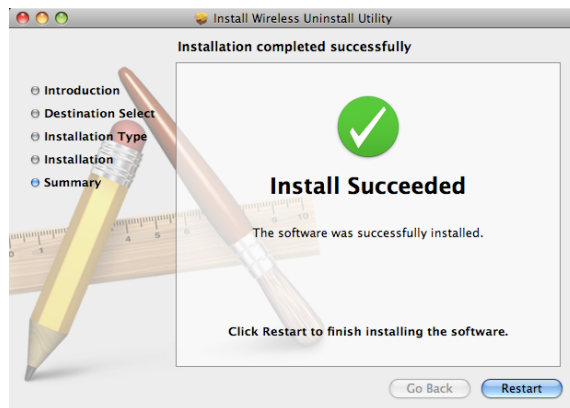 Install Wireless Uninstall Utility
Installation completed successfully
Introduction
Destination Select
Installation Type
Installation
Summary
Install Succeeded
The software was successfully installed.
Click Restart to finish installing the software.
Go Back
Restart